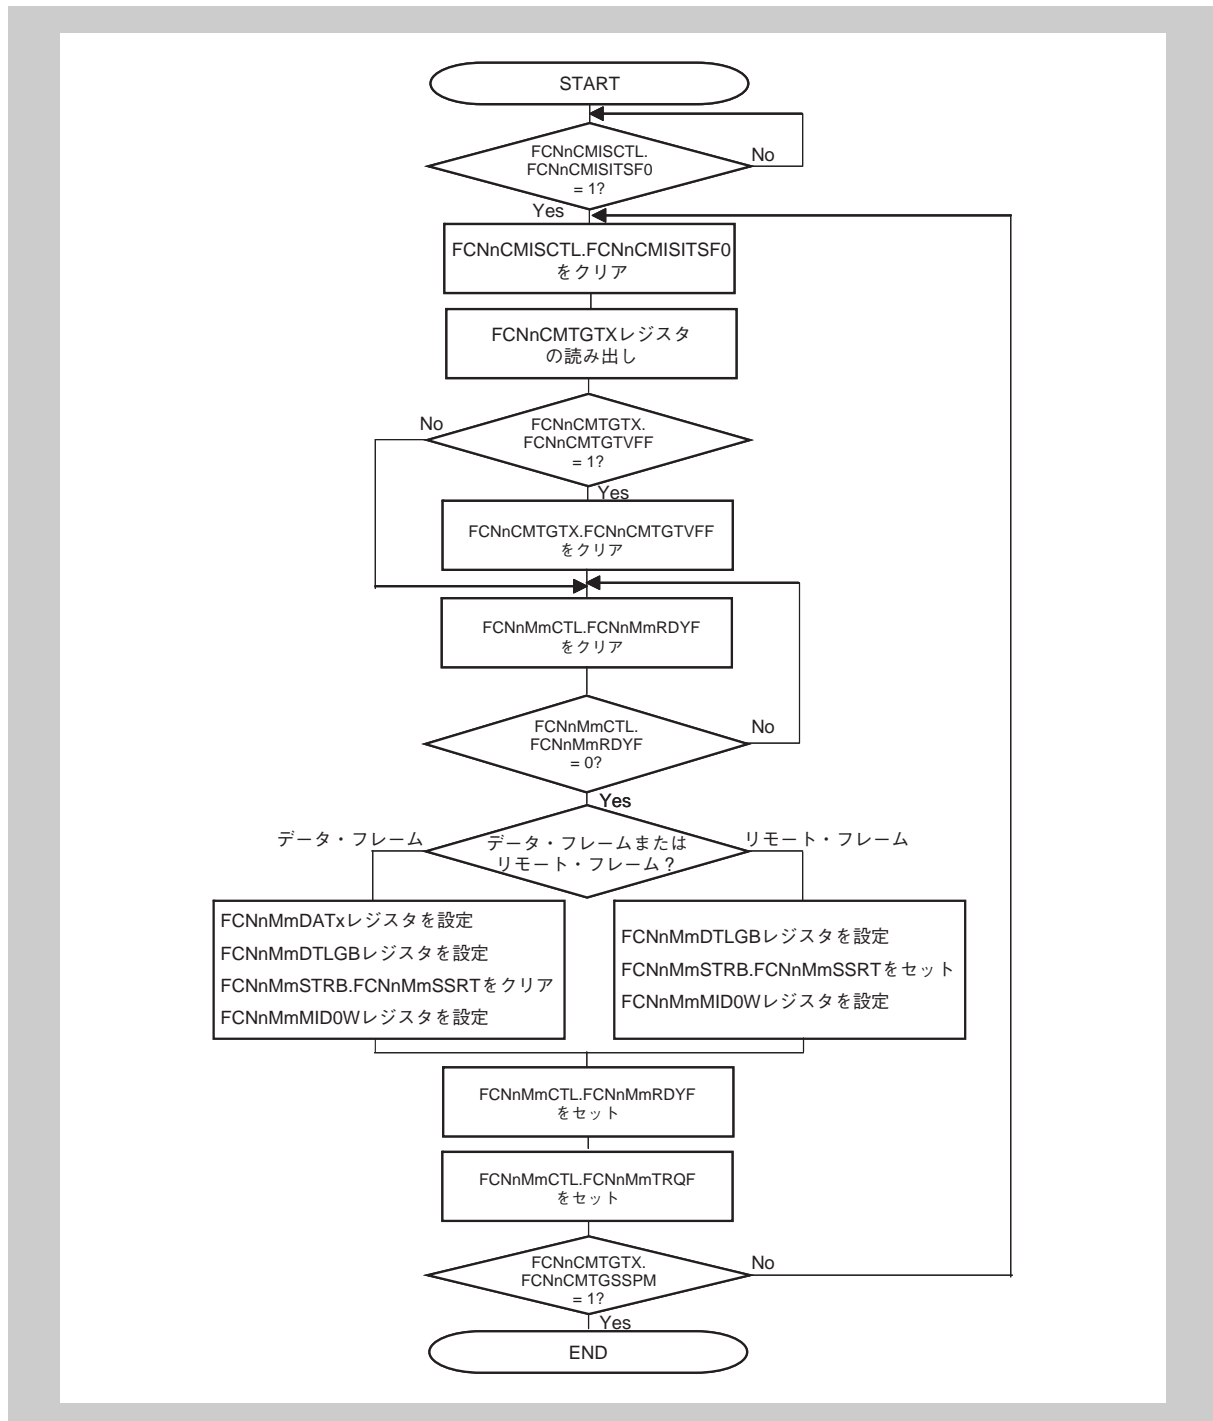 START
FCNnCMISCTL.
FCNnCMISITSF0
= 1?
No
Yes
FCNnCMISCTL.FCNnCMISITSF0
をクリア
FCNnCMTGTXレジスタ
の読み出し
No
FCNnCMTGTX.
FCNnCMTGTVFF
= 1?
Yes
FCNnCMTGTX.FCNnCMTGTVFF
をクリア
FCNnMmCTL.FCNnMmRDYF
をクリア
FCNnMmCTL.
FCNnMmRDYF
= 0?
No
Yes
データ・フレーム
データ・フレームまたは
リモート・フレーム？
リモート・フレーム
FCNnMmDATxレジスタを設定
FCNnMmDTLGBレジスタを設定
FCNnMmSTRB.FCNnMmSSRTをクリア
FCNnMmMID0Wレジスタを設定
FCNnMmDTLGBレジスタを設定
FCNnMmSTRB.FCNnMmSSRTをセット
FCNnMmMID0Wレジスタを設定
FCNnMmCTL.FCNnMmRDYF
をセット
FCNnMmCTL.FCNnMmTRQF
をセット
FCNnCMTGTX.
FCNnCMTGSSPM
= 1?
No
Yes
END